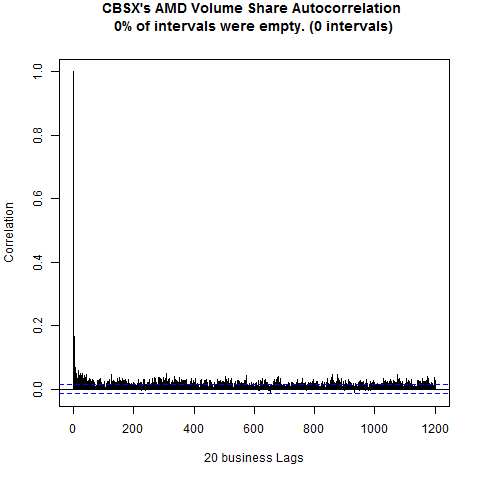 CBSX's AMD Volume Share Autocorrelation
0% of intervals were empty. (0 intervals)
Correlation
1.0
0.8
0.6
0.4
0.2
0.0
0 200 400 600 800 1000 1200
20 business Lags